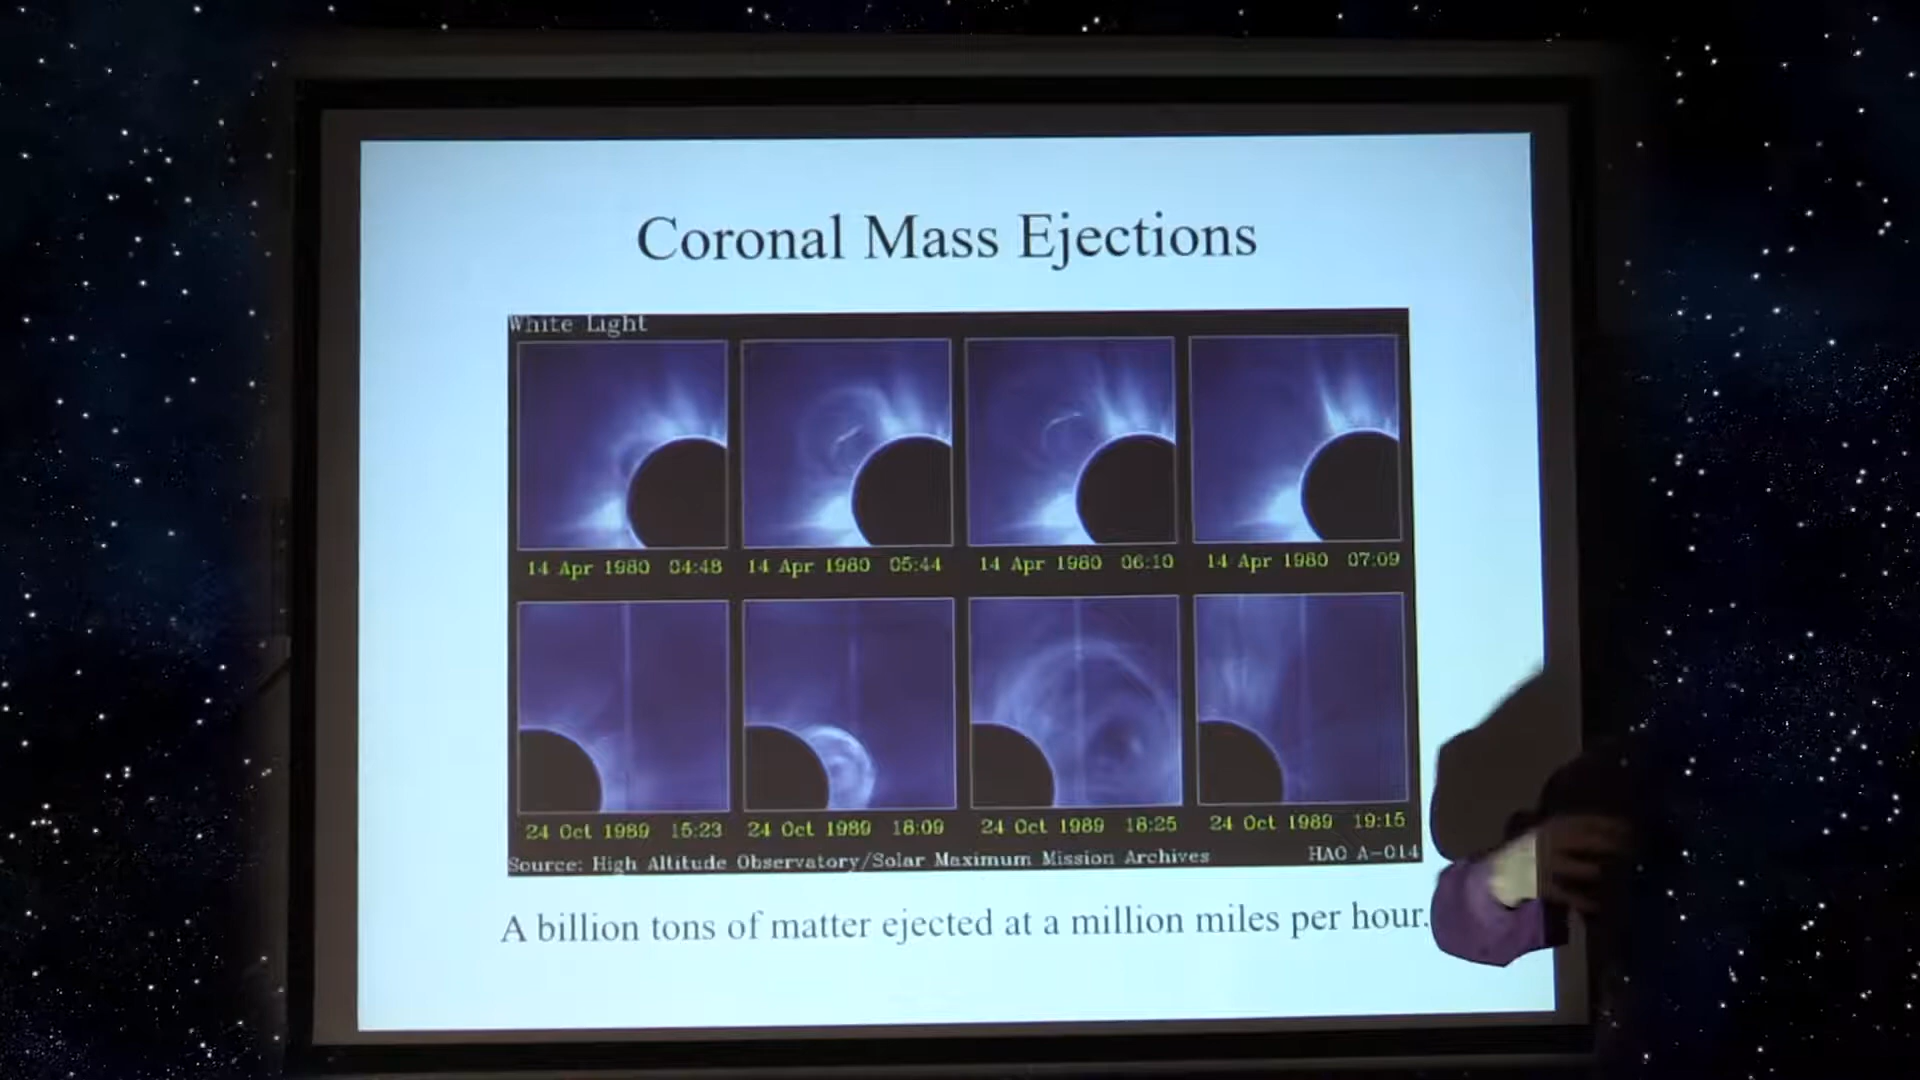 Coronal Mass Ejections
White Light
14 Apr 1980 04:48 14 Apr 1980 05:44 14 Apr 1980 06:10 14 Apr 1980 07:09
24 Oct 1989 15:23 24 Oct 1989 18:09 24 Oct 1989 18:25 24 Oct 1989 19:15
Source: High Altitude Observatory/Solar Maximum Mission Archives HAO A-014
A billion tons of matter ejected at a million miles per hour.